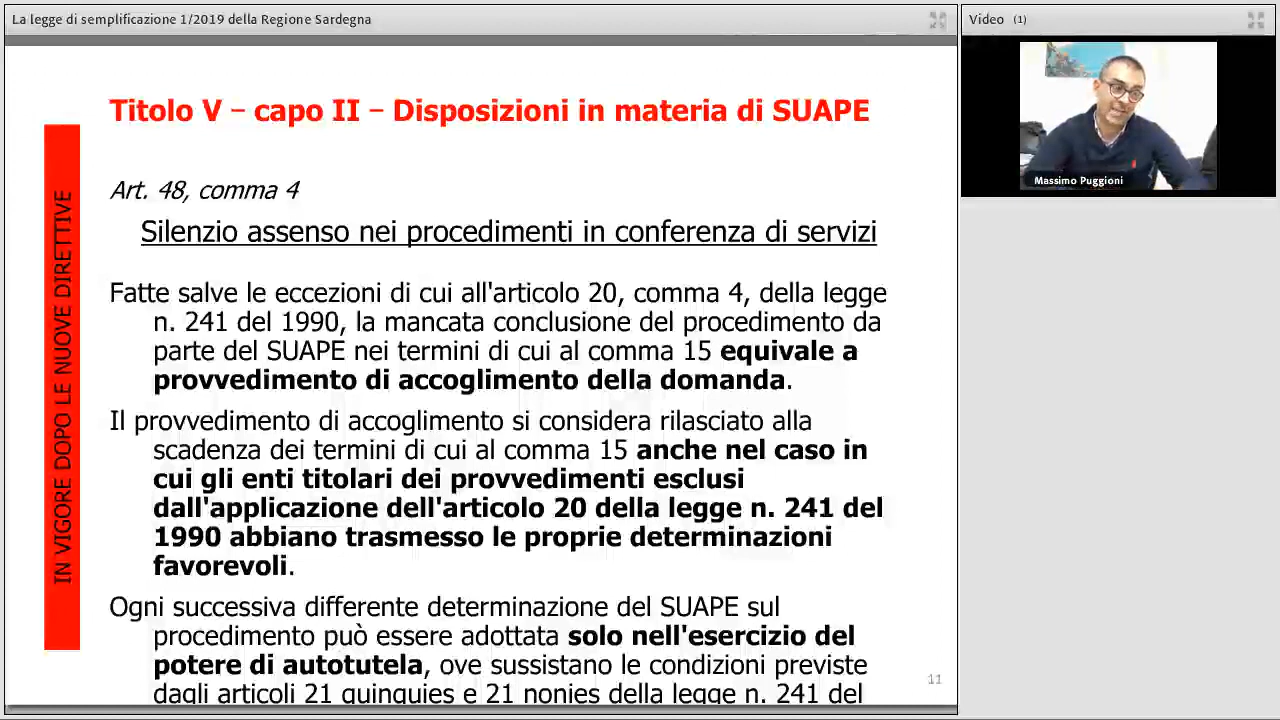 La legge di semplificazione 1/2019 della Regione Sardegna
Video (1)
Massimo Puggioni
Titolo V – capo II – Disposizioni in materia di SUAPE
IN VIGORE DOPO LE NUOVE DIRETTIVE
Art. 48, comma 4
Silenzio assenso nei procedimenti in conferenza di servizi
Fatte salve le eccezioni di cui all'articolo 20, comma 4, della legge
n. 241 del 1990, la mancata conclusione del procedimento da
parte del SUAPE nei termini di cui al comma 15 equivale a
provvedimento di accoglimento della domanda.
Il provvedimento di accoglimento si considera rilasciato alla
scadenza dei termini di cui al comma 15 anche nel caso in
cui gli enti titolari dei provvedimenti esclusi
dall'applicazione dell'articolo 20 della legge n. 241 del
1990 abbiano trasmesso le proprie determinazioni
favorevoli.
Ogni successiva differente determinazione del SUAPE sul
procedimento può essere adottata solo nell'esercizio del
potere di autotutela, ove sussistano le condizioni previste
dagli articoli 21 quinquies e 21 nonies della legge n. 241 del
11